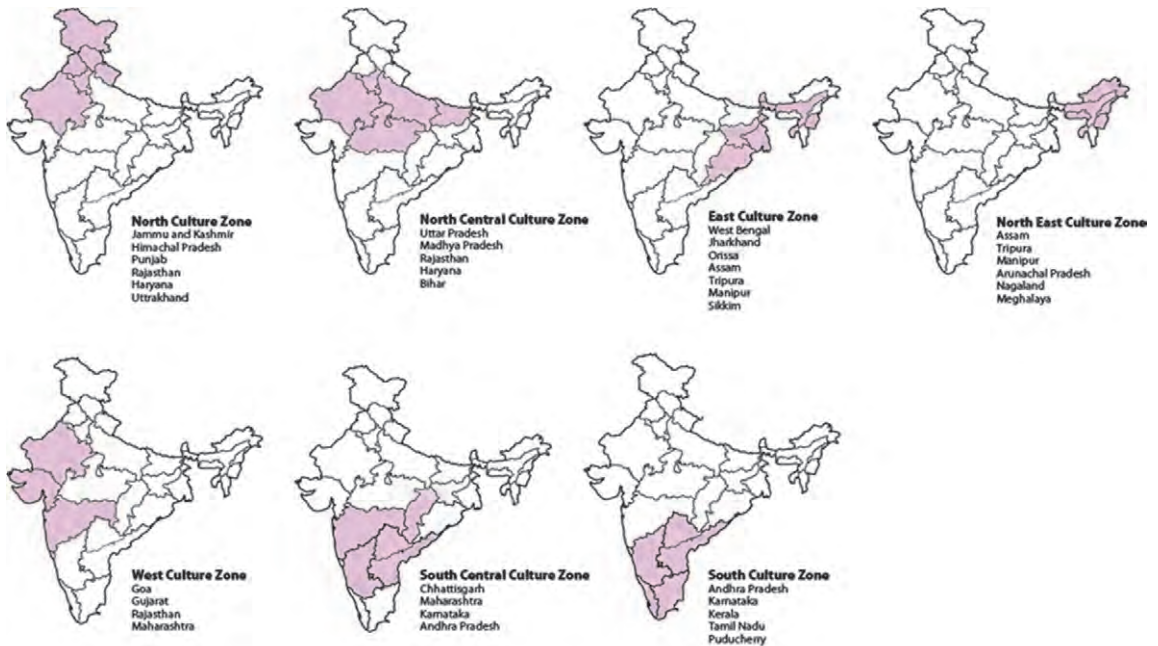 North Culture Zone
Jammu and Kashmir
Himachal Pradesh
Punjab
Rajasthan
Haryana
Uttrakhand
North Central Culture Zone
Uttar Pradesh
Madhya Pradesh
Rajasthan
Haryana
Bihar
East Culture Zone
West Bengal
Jharkhand
Orissa
Assam
Tripura
Manipur
Sikkim
North East Culture Zone
Assam
Tripura
Manipur
Arunachal Pradesh
Nagaland
Meghalaya
West Culture Zone
Goa
Gujarat
Rajasthan
Maharashtra
South Central Culture Zone
Chhattisgarh
Maharashtra
Karnataka
Andhra Pradesh
South Culture Zone
Andhra Pradesh
Karnataka
Kerala
Tamil Nadu
Puducherry